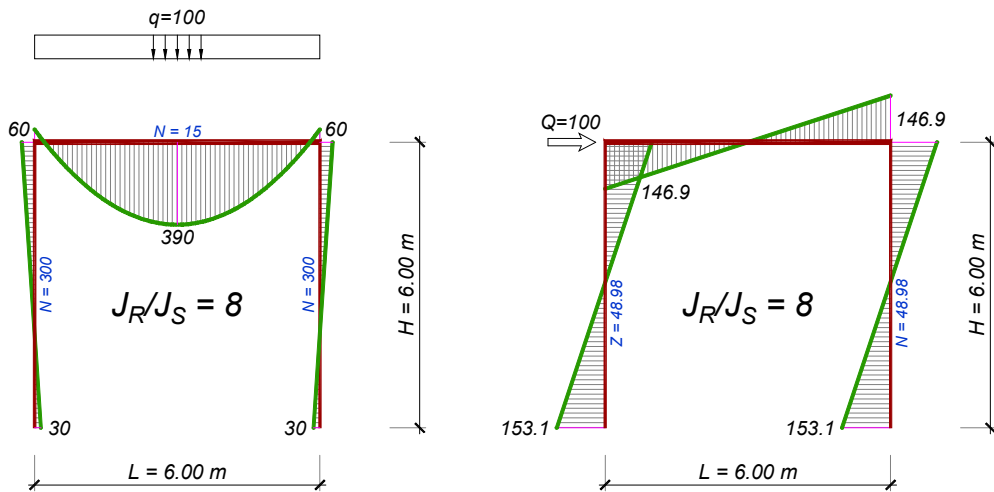 q=100
60
N = 15
60
390
N = 300
N = 300
J_R/J_S = 8
30
30
H = 6.00 m
L = 6.00 m
Q=100
146.9
146.9
Z = 48.98
N = 48.98
J_R/J_S = 8
153.1
153.1
H = 6.00 m
L = 6.00 m